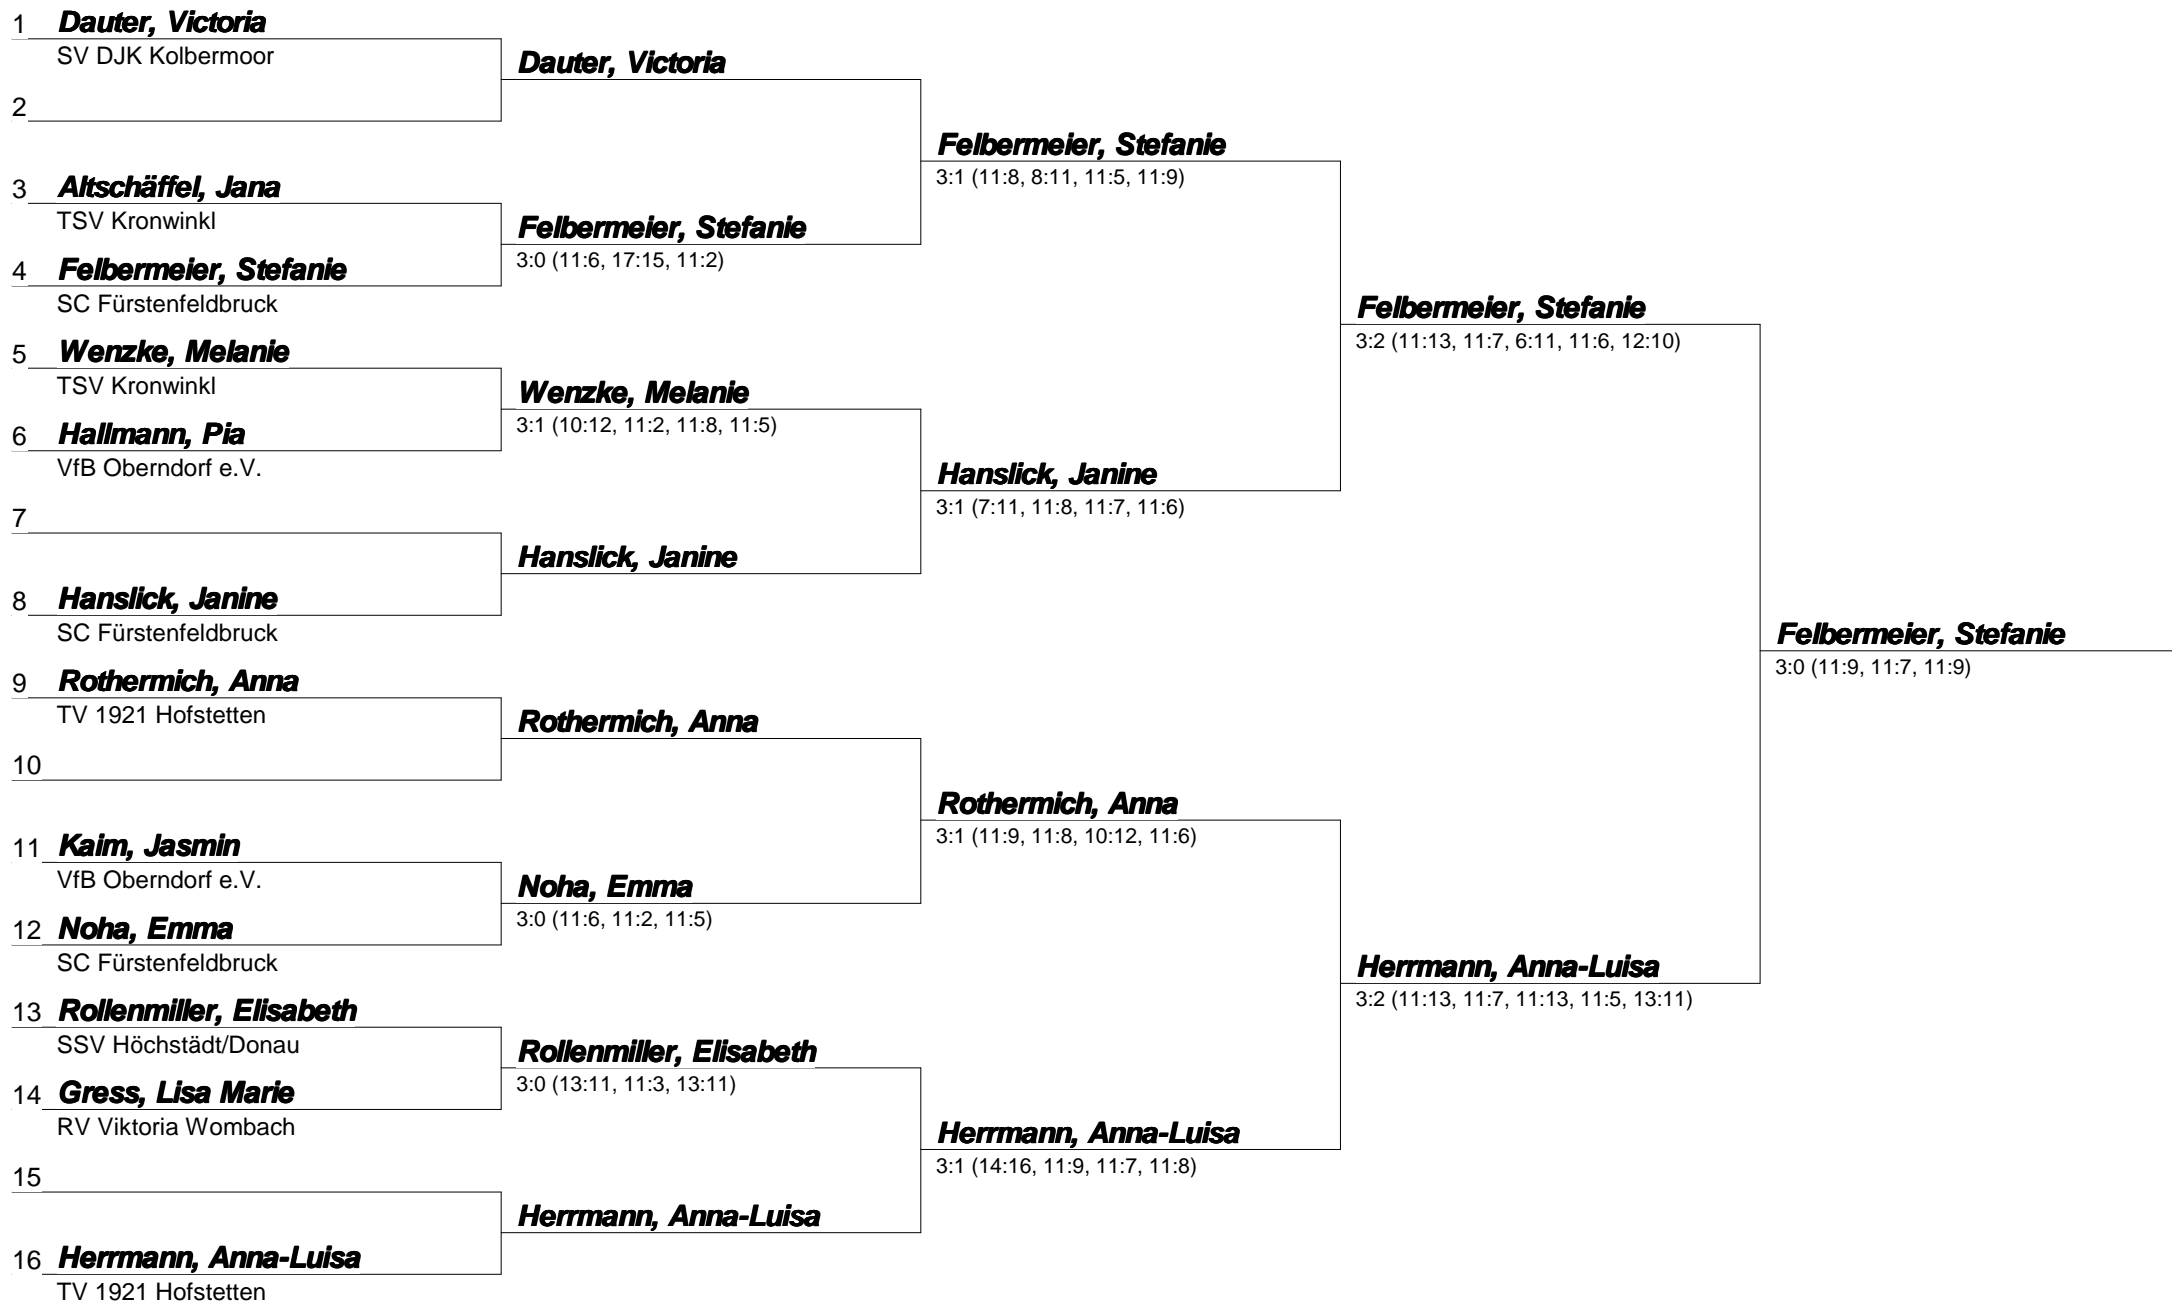 1 Dauter, Victoria
SV DJK Kolbermoor
Dauter, Victoria
2
Felbermeier, Stefanie
3:1 (11:8, 8:11, 11:5, 11:9)
3 Altschäffel, Jana
TSV Kronwinkl
Felbermeier, Stefanie
3:0 (11:6, 17:15, 11:2)
4 Felbermeier, Stefanie
SC Fürstenfeldbruck
Felbermeier, Stefanie
3:2 (11:13, 11:7, 6:11, 11:6, 12:10)
5 Wenzke, Melanie
TSV Kronwinkl
Wenzke, Melanie
3:1 (10:12, 11:2, 11:8, 11:5)
6 Hallmann, Pia
VfB Oberndorf e.V.
Hanslick, Janine
3:1 (7:11, 11:8, 11:7, 11:6)
7
Hanslick, Janine
8 Hanslick, Janine
SC Fürstenfeldbruck
Felbermeier, Stefanie
3:0 (11:9, 11:7, 11:9)
9 Rothermich, Anna
TV 1921 Hofstetten
Rothermich, Anna
10
Rothermich, Anna
3:1 (11:9, 11:8, 10:12, 11:6)
11 Kaim, Jasmin
VfB Oberndorf e.V.
Noha, Emma
3:0 (11:6, 11:2, 11:5)
12 Noha, Emma
SC Fürstenfeldbruck
Herrmann, Anna-Luisa
3:2 (11:13, 11:7, 11:13, 11:5, 13:11)
13 Rollenmiller, Elisabeth
SSV Höchstädt/Donau
Rollenmiller, Elisabeth
3:0 (13:11, 11:3, 13:11)
14 Gress, Lisa Marie
RV Viktoria Wombach
Herrmann, Anna-Luisa
3:1 (14:16, 11:9, 11:7, 11:8)
15
Herrmann, Anna-Luisa
16 Herrmann, Anna-Luisa
TV 1921 Hofstetten